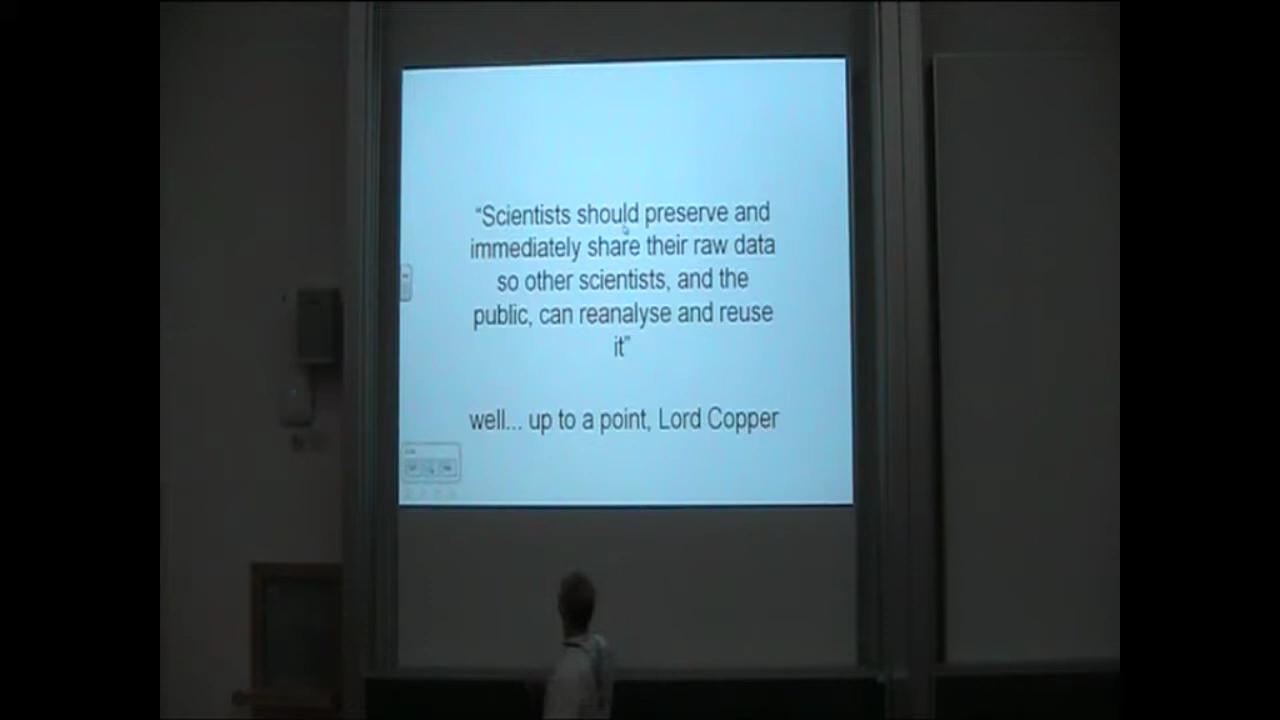 “Scientists should preserve and
immediately share their raw data
so other scientists, and the
public, can reanalyse and reuse
it”
well... up to a point, Lord Copper